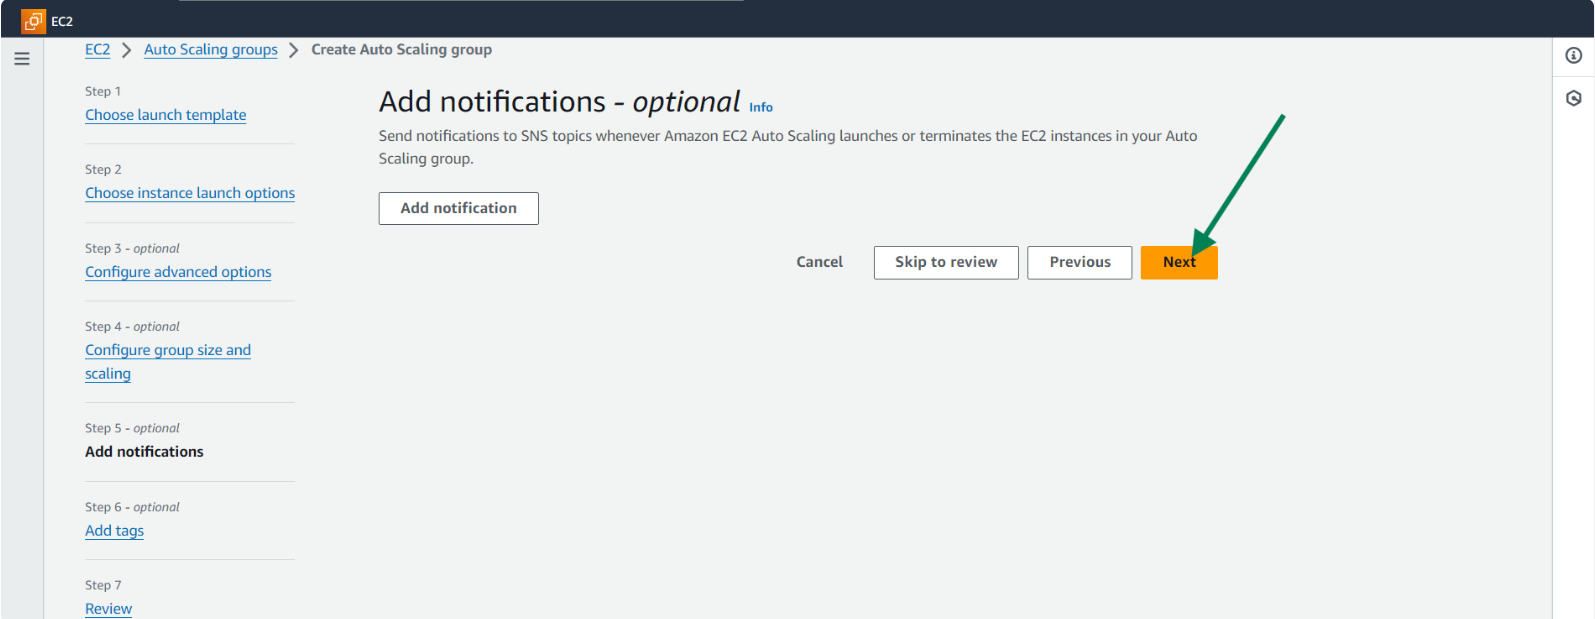 EC2
EC2 > Auto Scaling groups > Create Auto Scaling group
Step 1
Choose launch template
Step 2
Choose instance launch options
Step 3 - optional
Configure advanced options
Step 4 - optional
Configure group size and
scaling
Step 5 - optional
Add notifications
Step 6 - optional
Add tags
Step 7
Review
Add notifications - optional Info
Send notifications to SNS topics whenever Amazon EC2 Auto Scaling launches or terminates the EC2 instances in your Auto
Scaling group.
Add notification
Cancel Skip to review Previous Next